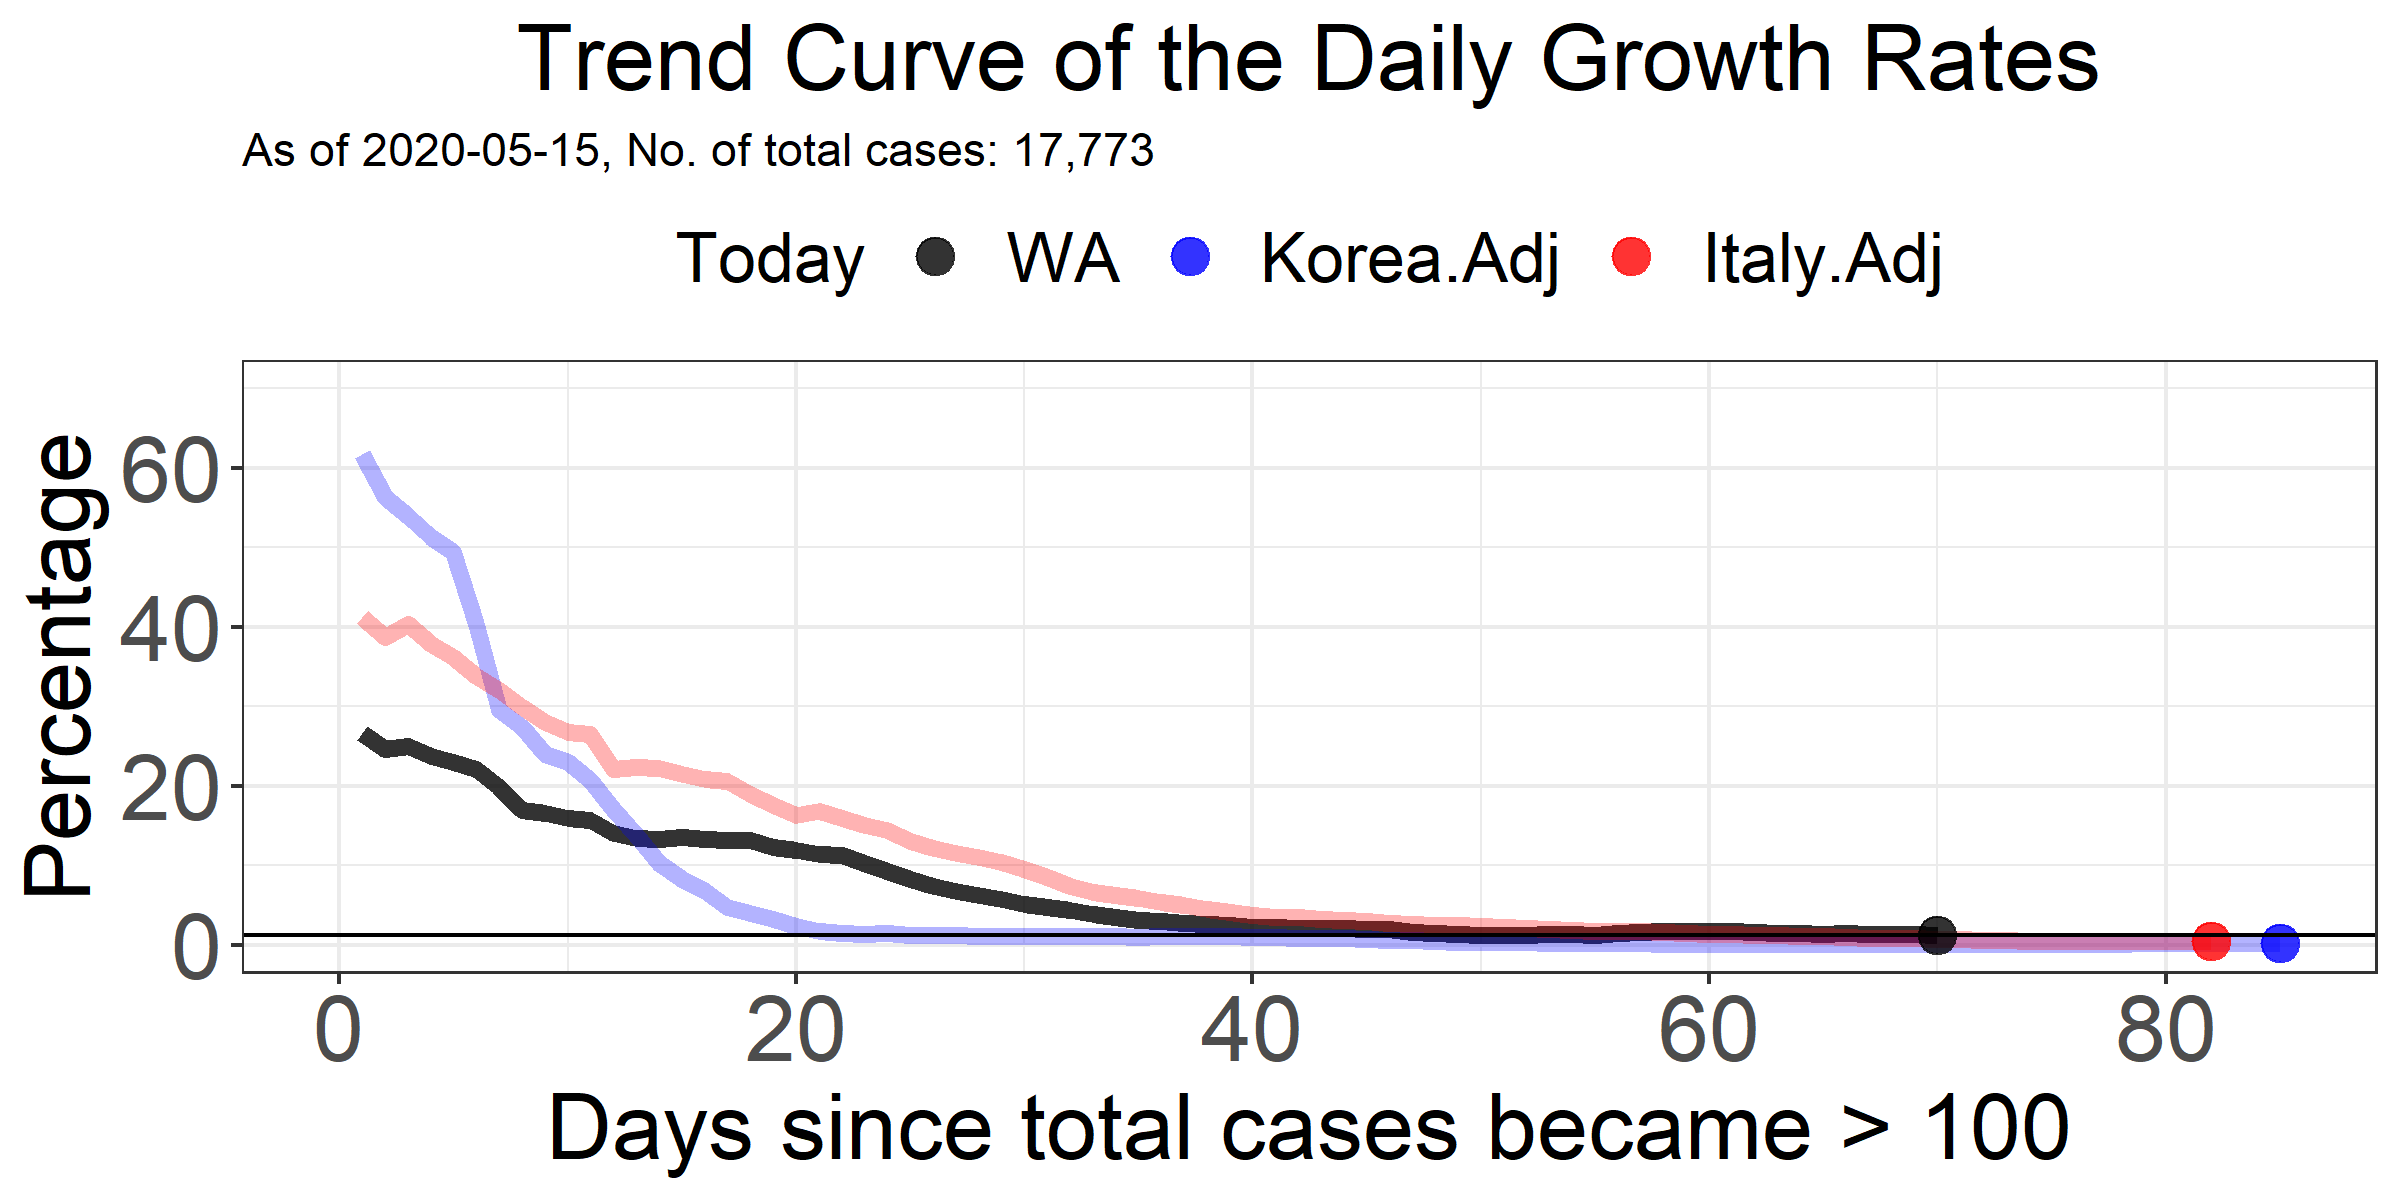 Trend Curve of the Daily Growth Rates
As of 2020-05-15, No. of total cases: 17,773
Today WA Korea.Adj Italy.Adj
Percentage
60
40
20
0
0 20 40 60 80
Days since total cases became > 100